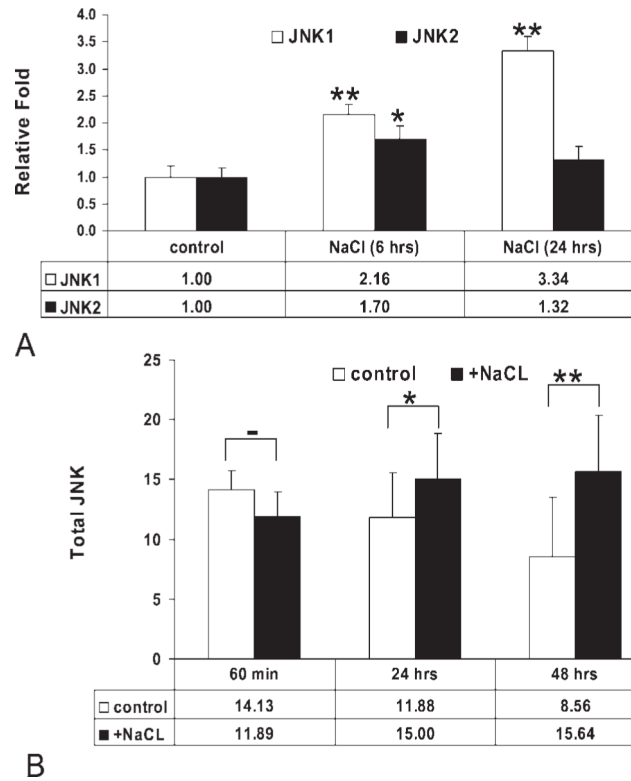 □ JNK1 ■ JNK2
Relative Fold
4.0
3.5
3.0
2.5
2.0
1.5
1.0
0.5
0.0
** * **
control NaCl (6 hrs) NaCl (24 hrs)
□ JNK1 1.00 2.16 3.34
■ JNK2 1.00 1.70 1.32
A
□ control ■ +NaCL
Total JNK
25
20
15
10
5
0
- * **
60 min 24 hrs 48 hrs
□ control 14.13 11.88 8.56
■ +NaCL 11.89 15.00 15.64
B